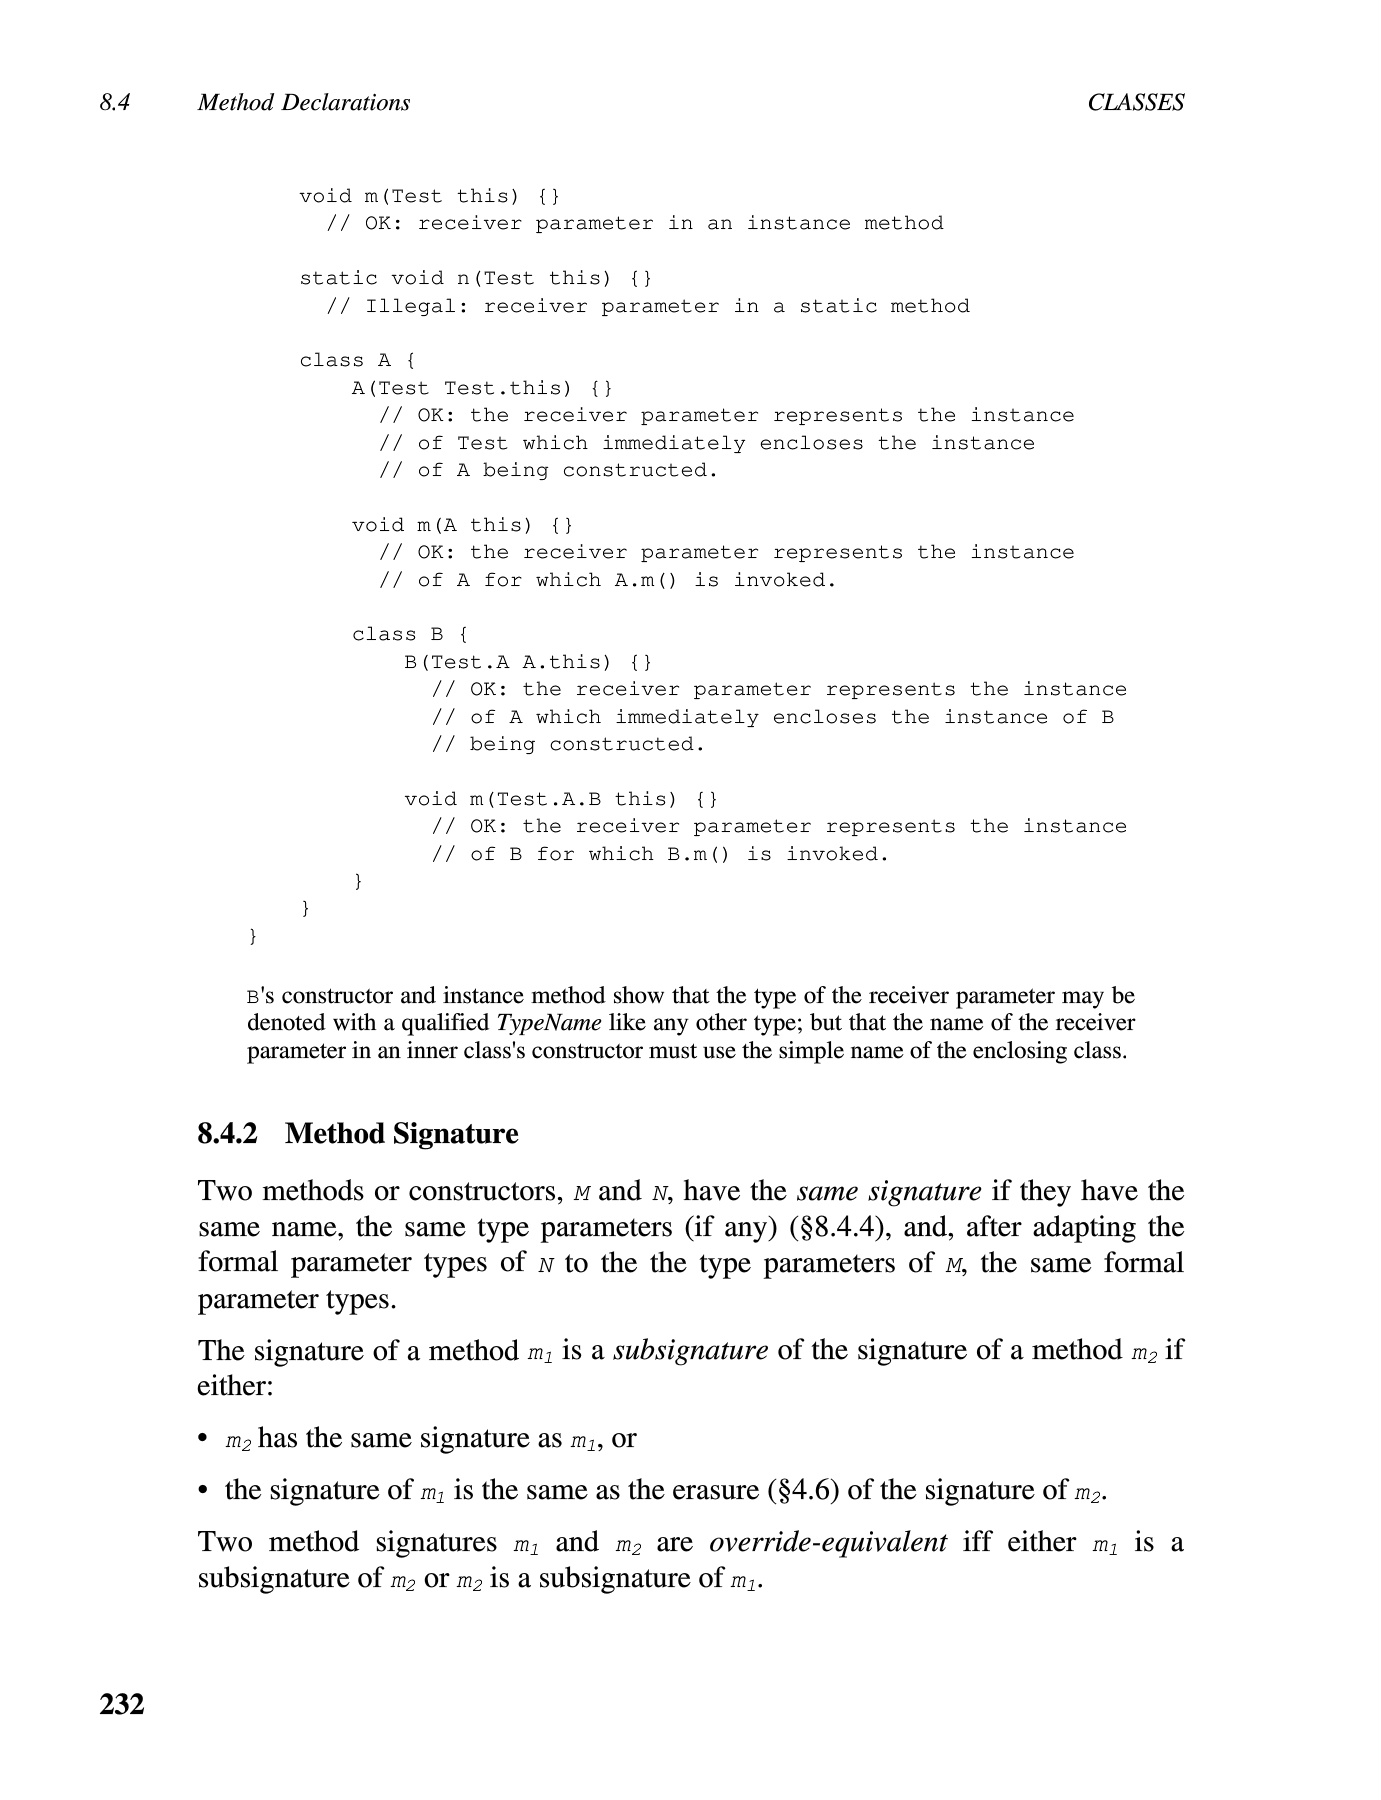 8.4 Method Declarations CLASSES
void m(Test this) {}
// OK: receiver parameter in an instance method
static void n(Test this) {}
// Illegal: receiver parameter in a static method
class A {
A(Test Test.this) {}
// OK: the receiver parameter represents the instance
// of Test which immediately encloses the instance
// of A being constructed.
void m(A this) {}
// OK: the receiver parameter represents the instance
// of A for which A.m() is invoked.
class B {
B(Test.A A.this) {}
// OK: the receiver parameter represents the instance
// of A which immediately encloses the instance of B
// being constructed.
void m(Test.A.B this) {}
// OK: the receiver parameter represents the instance
// of B for which B.m() is invoked.
}
}
}
B's constructor and instance method show that the type of the receiver parameter may be
denoted with a qualified TypeName like any other type; but that the name of the receiver
parameter in an inner class's constructor must use the simple name of the enclosing class.
8.4.2 Method Signature
Two methods or constructors, M and N, have the same signature if they have the
same name, the same type parameters (if any) (§8.4.4), and, after adapting the
formal parameter types of N to the the type parameters of M, the same formal
parameter types.
The signature of a method m1 is a subsignature of the signature of a method m2 if
either:
• m2 has the same signature as m1, or
• the signature of m1 is the same as the erasure (§4.6) of the signature of m2.
Two method signatures m1 and m2 are override-equivalent iff either m1 is a
subsignature of m2 or m2 is a subsignature of m1.
232